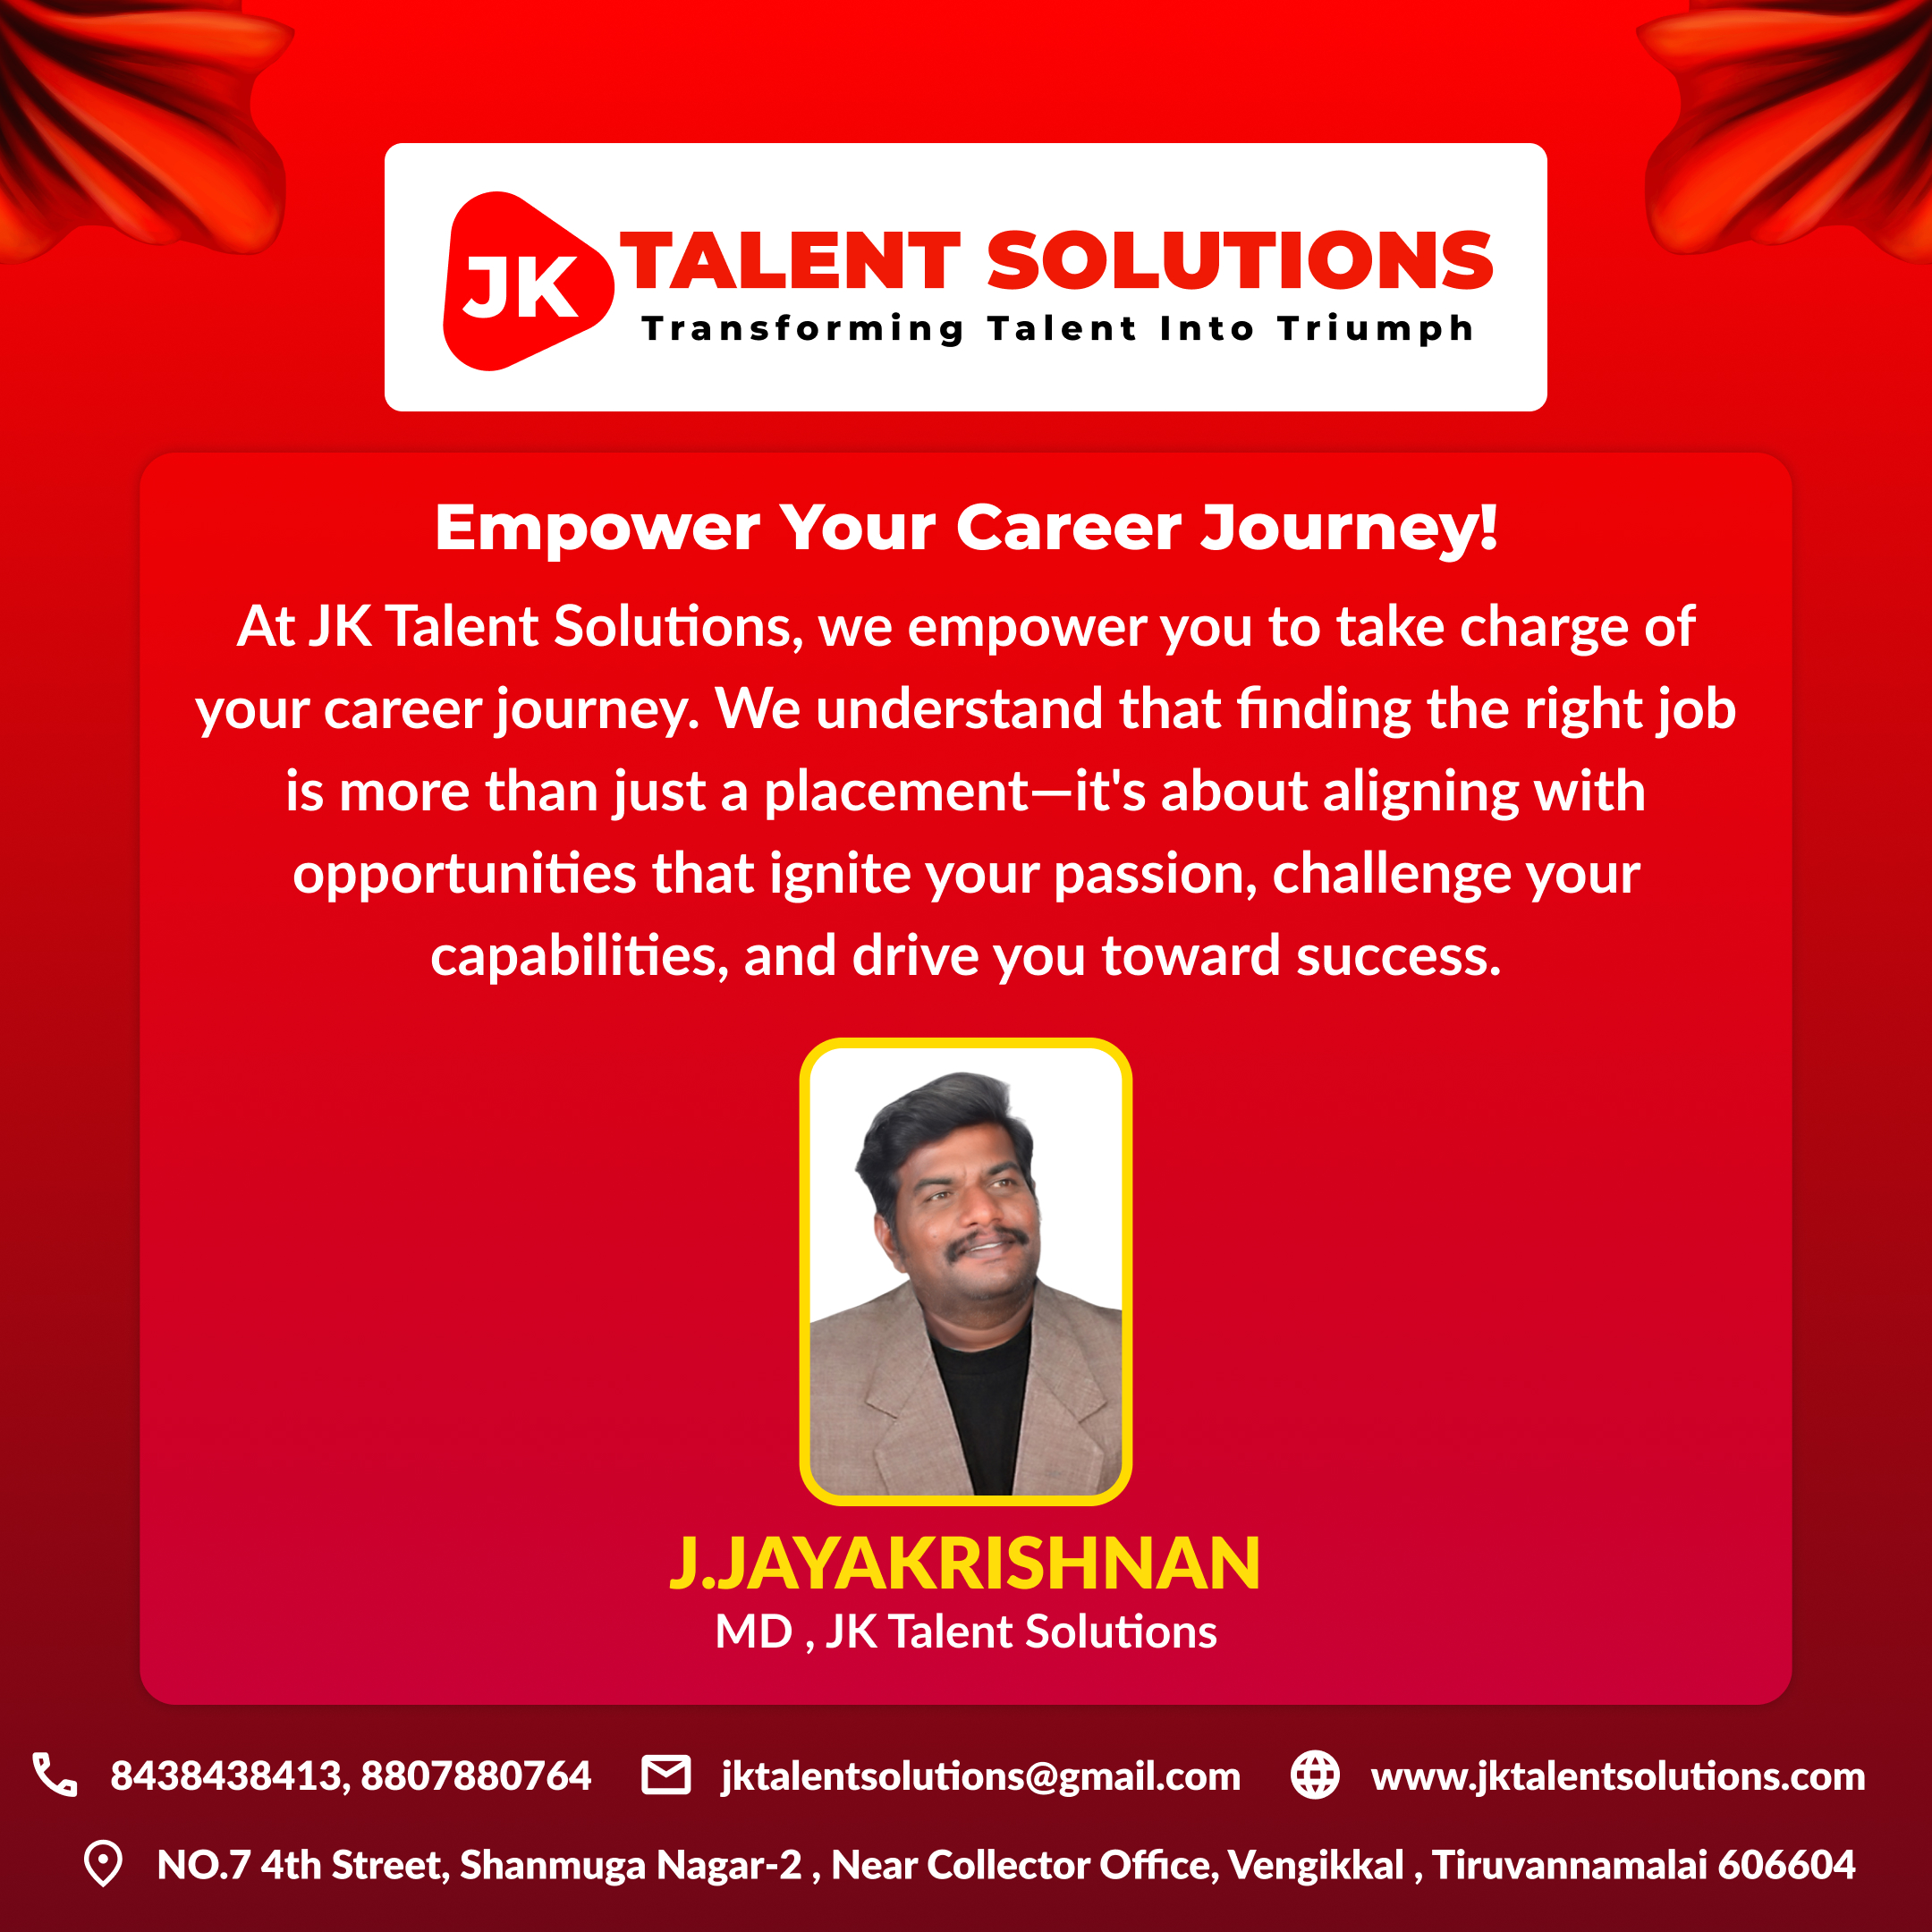 JK
TALENT SOLUTIONS
Transforming Talent Into Triumph
Empower Your Career Journey!
At JK Talent Solutions, we empower you to take charge of
your career journey. We understand that finding the right job
is more than just a placement—it's about aligning with
opportunities that ignite your passion, challenge your
capabilities, and drive you toward success.
J.JAYAKRISHNAN
MD , JK Talent Solutions
8438438413, 8807880764 jktalentsolutions@gmail.com www.jktalentsolutions.com
NO.7 4th Street, Shanmuga Nagar-2 , Near Collector Office, Vengikkal , Tiruvannamalai 606604